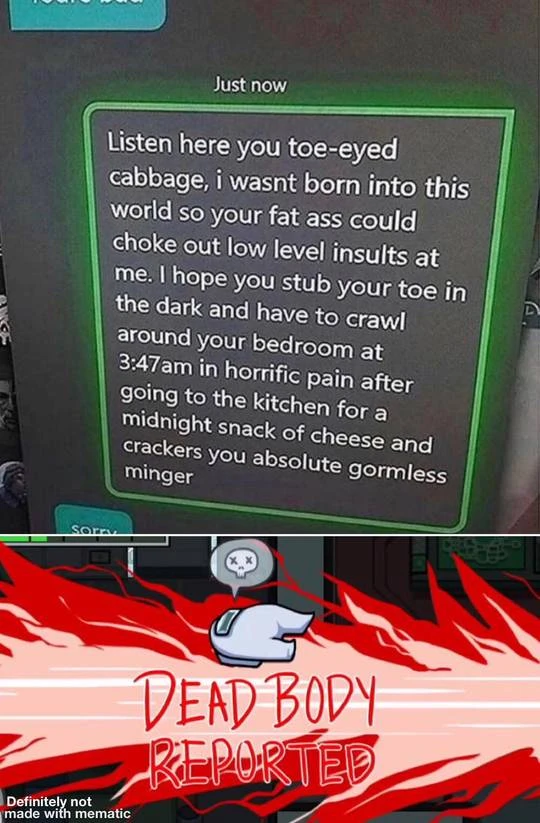 Just now
Listen here you toe-eyed
cabbage, i wasnt born into this
world so your fat ass could
choke out low level insults at
me. I hope you stub your toe in
the dark and have to crawl
around your bedroom at
3:47am in horrific pain after
going to the kitchen for a
midnight snack of cheese and
crackers you absolute gormless
minger
sorry
DEAD BODY
REPORTED
Definitely not
made with mematic